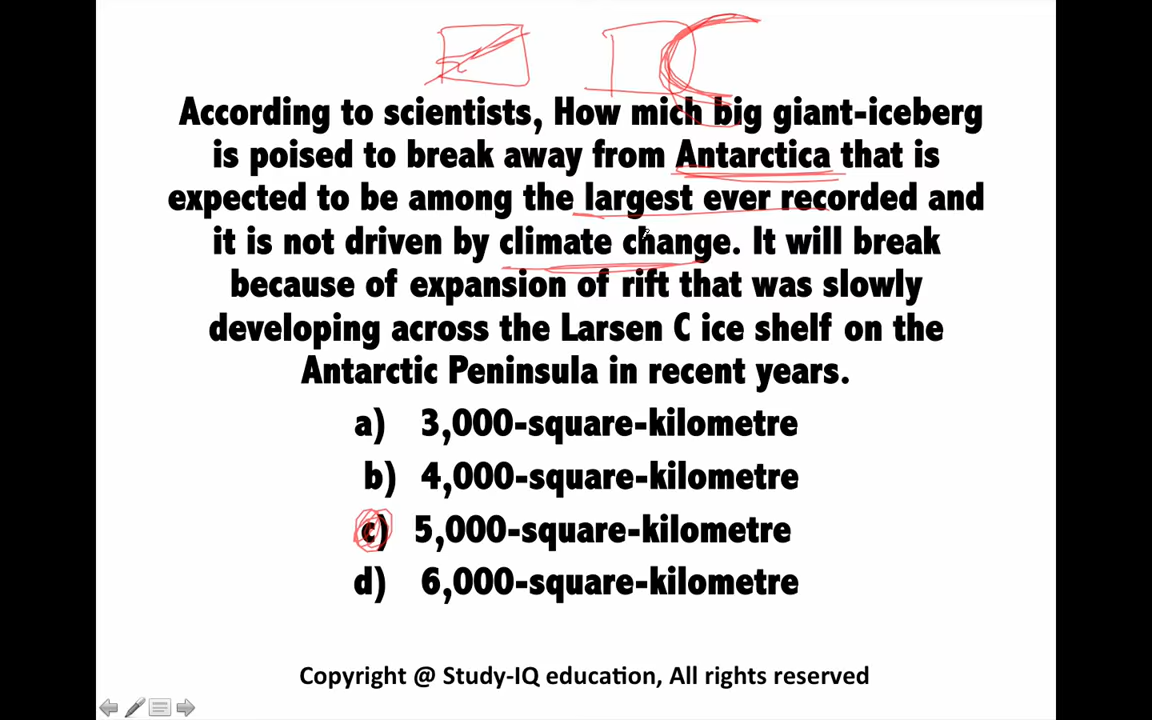 According to scientists, How mich big giant-iceberg
is poised to break away from Antarctica that is
expected to be among the largest ever recorded and
it is not driven by climate change. It will break
because of expansion of rift that was slowly
developing across the Larsen C ice shelf on the
Antarctic Peninsula in recent years.
a) 3,000-square-kilometre
b) 4,000-square-kilometre
c) 5,000-square-kilometre
d) 6,000-square-kilometre
Copyright @ Study-IQ education, All rights reserved